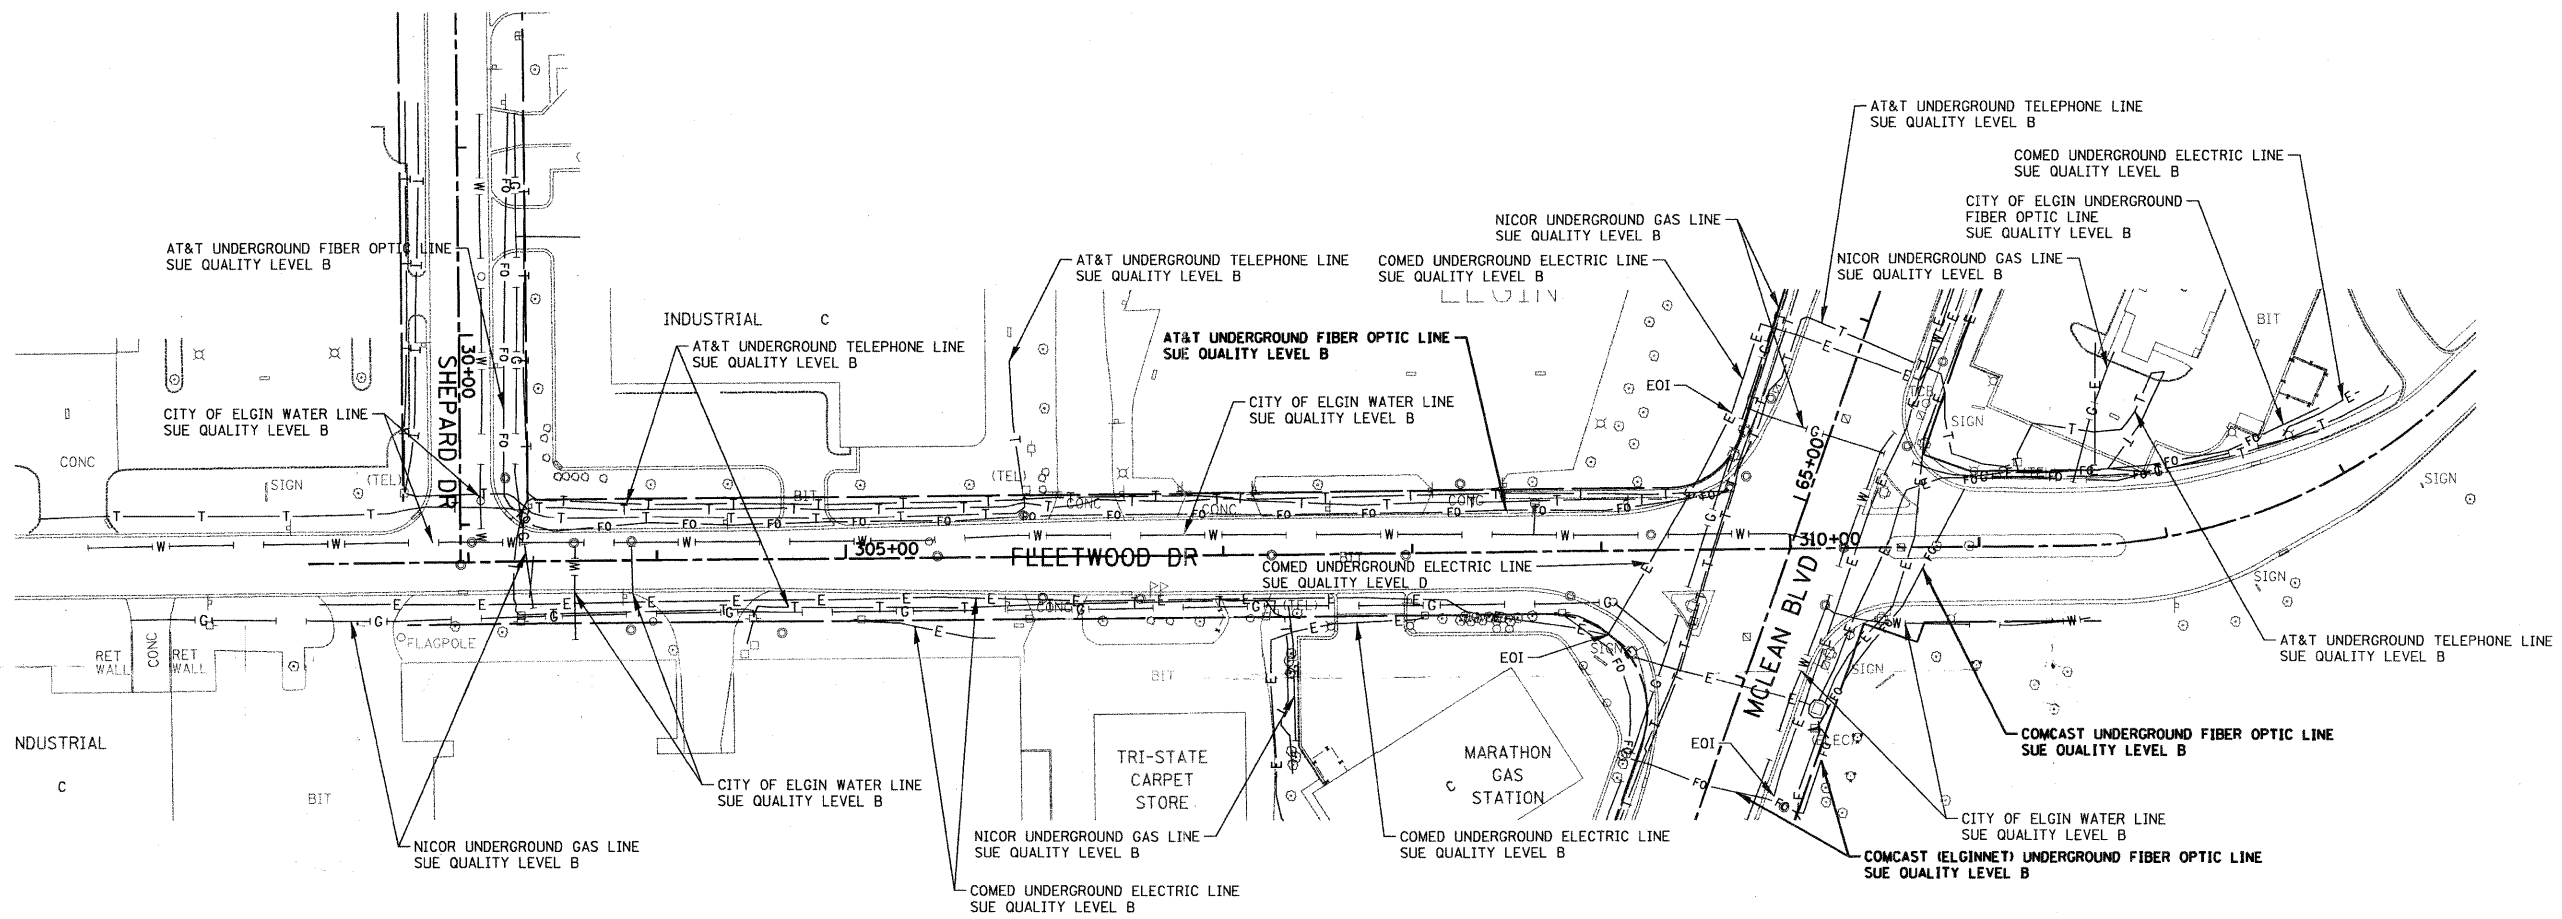 AT&T UNDERGROUND TELEPHONE LINE
SUE QUALITY LEVEL B
COMED UNDERGROUND ELECTRIC LINE
SUE QUALITY LEVEL B
CITY OF ELGIN UNDERGROUND
FIBER OPTIC LINE
SUE QUALITY LEVEL B
NICOR UNDERGROUND GAS LINE
SUE QUALITY LEVEL B
NICOR UNDERGROUND GAS LINE
SUE QUALITY LEVEL B
COMED UNDERGROUND ELECTRIC LINE
SUE QUALITY LEVEL B
AT&T UNDERGROUND TELEPHONE LINE
SUE QUALITY LEVEL B
AT&T UNDERGROUND FIBER OPTIC LINE
SUE QUALITY LEVEL B
ELGIN
INDUSTRIAL C
AT&T UNDERGROUND TELEPHONE LINE
SUE QUALITY LEVEL B
AT&T UNDERGROUND FIBER OPTIC LINE
SUE QUALITY LEVEL B
CITY OF ELGIN WATER LINE
SUE QUALITY LEVEL B
CITY OF ELGIN WATER LINE
SUE QUALITY LEVEL B
30+00
SHEPARD DR
EOI
BIT
SIGN
SIGN
CONC
SIGN
(TEL)
(TEL)
BIT
CONC
CONC
CONC
65+00
305+00
FLEETWOOD DR
BIT
310+00
COMED UNDERGROUND ELECTRIC LINE
SUE QUALITY LEVEL D
SIGN
CONC
(TEL)
MCLEAN BLVD
FLAGPOLE
RET
WALL
CONC
RET
WALL
EOI
SIGN
SIGN
BIT
AT&T UNDERGROUND TELEPHONE LINE
SUE QUALITY LEVEL B
COMCAST UNDERGROUND FIBER OPTIC LINE
SUE QUALITY LEVEL B
NDUSTRIAL
C
BIT
EOI
TRI-STATE
CARPET
STORE
MARATHON
GAS
STATION
C
CITY OF ELGIN WATER LINE
SUE QUALITY LEVEL B
CITY OF ELGIN WATER LINE
SUE QUALITY LEVEL B
NICOR UNDERGROUND GAS LINE
SUE QUALITY LEVEL B
NICOR UNDERGROUND GAS LINE
SUE QUALITY LEVEL B
COMED UNDERGROUND ELECTRIC LINE
SUE QUALITY LEVEL B
COMCAST (ELGINNET) UNDERGROUND FIBER OPTIC LINE
SUE QUALITY LEVEL B
COMED UNDERGROUND ELECTRIC LINE
SUE QUALITY LEVEL B